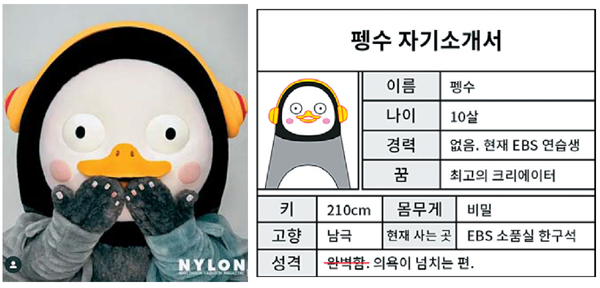 NYLON
펭수 자기소개서
이름 펭수
나이 10살
경력 없음. 현재 EBS 연습생
꿈 최고의 크리에이터
키 210cm 몸무게 비밀
고향 남극 현재 사는 곳 EBS 소품실 한구석
성격 완벽함. 의욕이 넘치는 편.